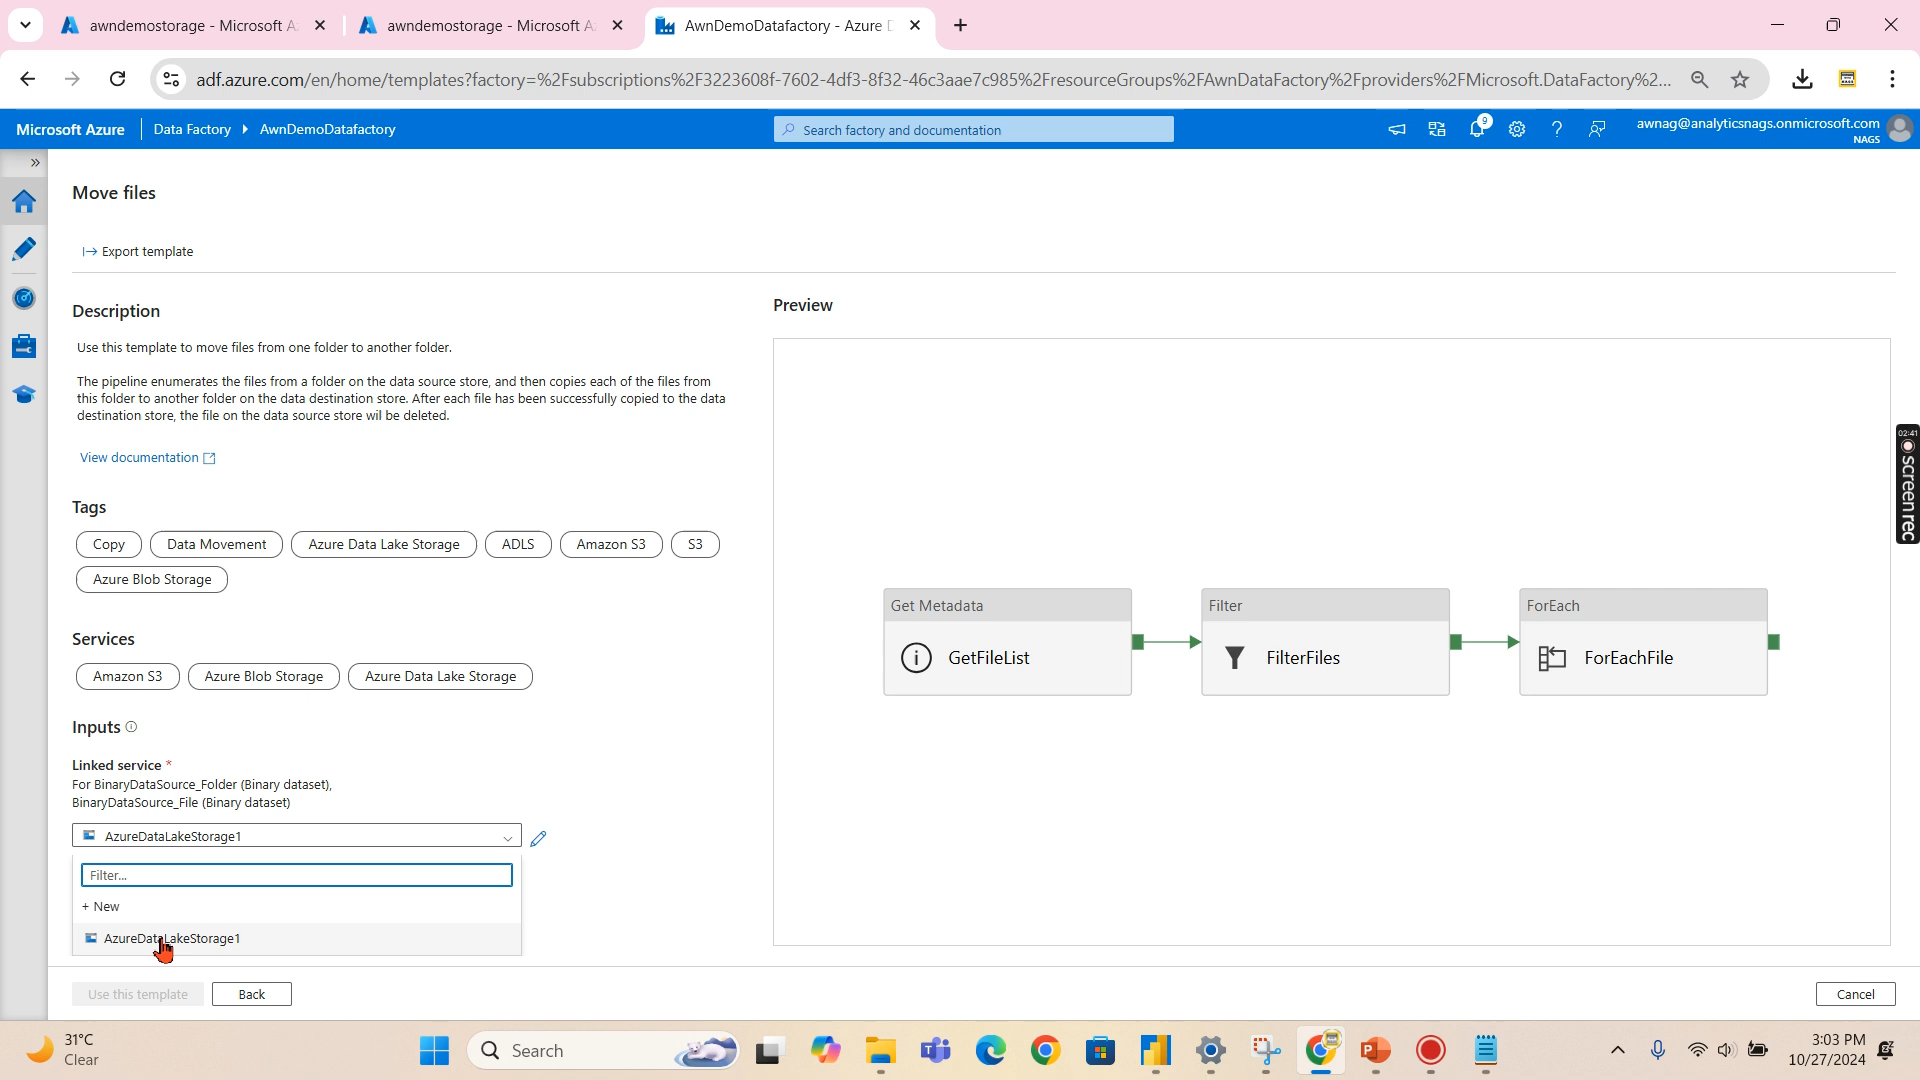 awndemostorage - Microsoft A
awndemostorage - Microsoft A
AwnDemoDatafactory - Azure D
adf.azure.com/en/home/templates?factory=%2Fsubscriptions%2F3223608f-7602-4df3-8f32-46c3aae7c985%2FresourceGroups%2FAwnDataFactory%2Fproviders%2FMicrosoft.DataFactory%2...
Microsoft Azure
Data Factory
AwnDemoDatafactory
Search factory and documentation
9
awnag@analyticsnags.onmicrosoft.com
NAGS
Move files
Export template
Description
Use this template to move files from one folder to another folder.
The pipeline enumerates the files from a folder on the data source store, and then copies each of the files from
this folder to another folder on the data destination store. After each file has been successfully copied to the data
destination store, the file on the data source store wil be deleted.
View documentation
Tags
Copy
Data Movement
Azure Data Lake Storage
ADLS
Amazon S3
S3
Azure Blob Storage
Services
Amazon S3
Azure Blob Storage
Azure Data Lake Storage
Inputs
Linked service *
For BinaryDataSource_Folder (Binary dataset),
BinaryDataSource_File (Binary dataset)
AzureDataLakeStorage1
Filter...
+ New
AzureDataLakeStorage1
Use this template
Back
Preview
Get Metadata
GetFileList
Filter
FilterFiles
ForEach
ForEachFile
Cancel
02:41
screenrec
31°C
Clear
Search
3:03 PM
10/27/2024